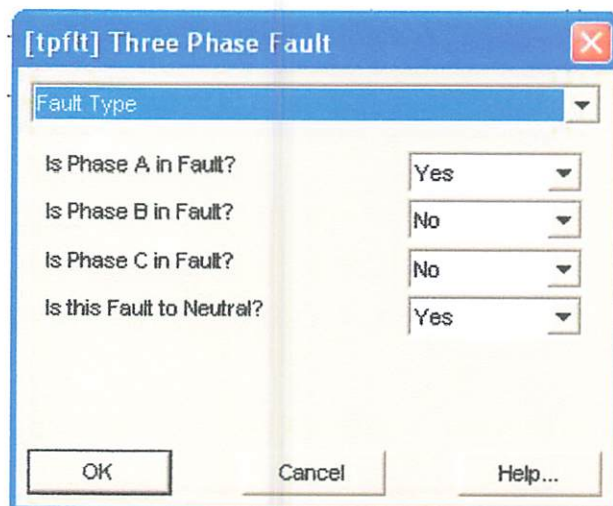 [tpflt] Three Phase Fault
Fault Type
Is Phase A in Fault? Yes
Is Phase B in Fault? No
Is Phase C in Fault? No
Is this Fault to Neutral? Yes
OK Cancel Help...